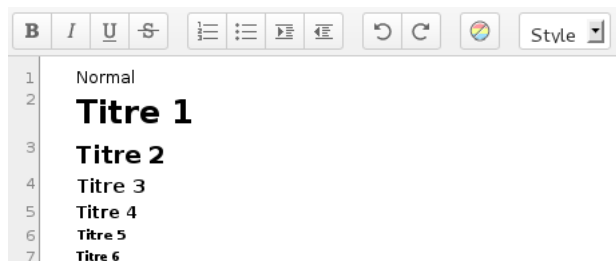 B I U S Style
1 Normal
2 Titre 1
3 Titre 2
4 Titre 3
5 Titre 4
6 Titre 5
7 Titre 6